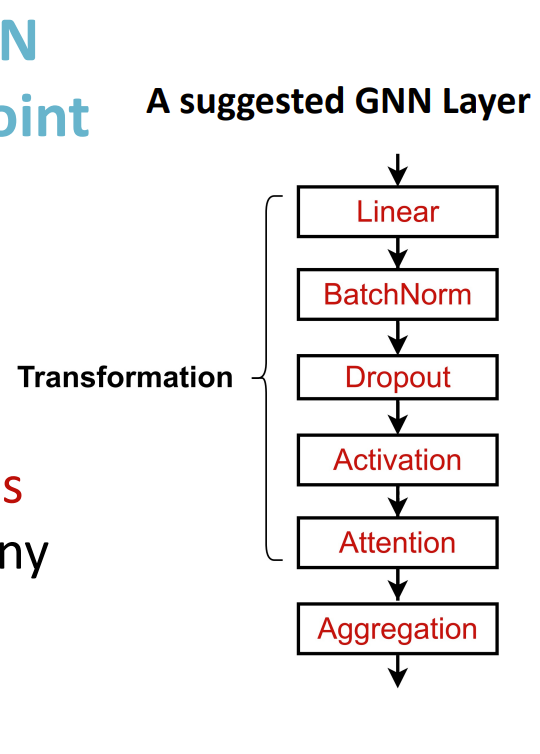 N
oint
A suggested GNN Layer
Linear
BatchNorm
Dropout
Transformation
Activation
s
Attention
ny
Aggregation